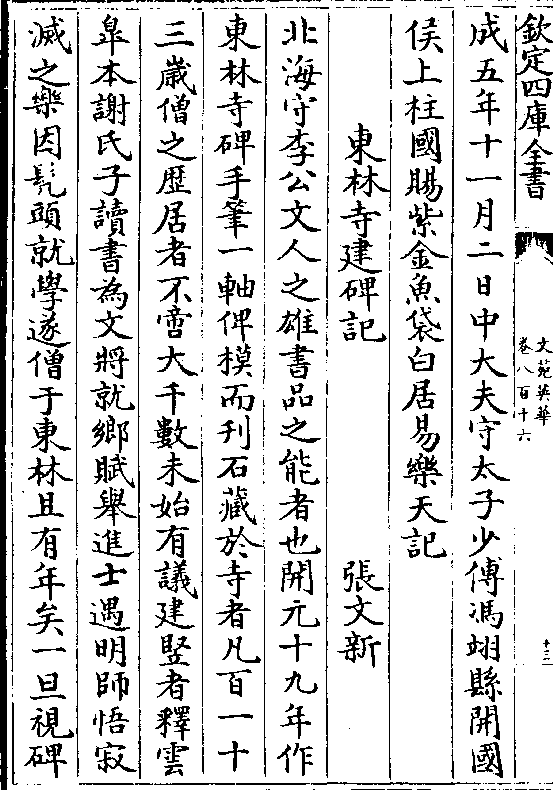 欽定四庫全書
文苑英華
卷八百十六
十三
成五年十一月二日中大夫守太子少傅馮翊縣開國
侯上柱國賜紫金魚袋白居易樂天記
東林寺建碑記 張文新
北海守李公文人之雄書品之能者也開元十九年作
東林寺碑手筆一軸俾模而刊石藏於寺者凡百一十
三嵗僧之歴居者不啻大千數未始有議建竪者釋雲
臯本謝氏子讀書為文將就鄉賦舉進士遇明師悟寂
滅之樂因髡頭就學遂僧于東林且有年矣一旦視碑